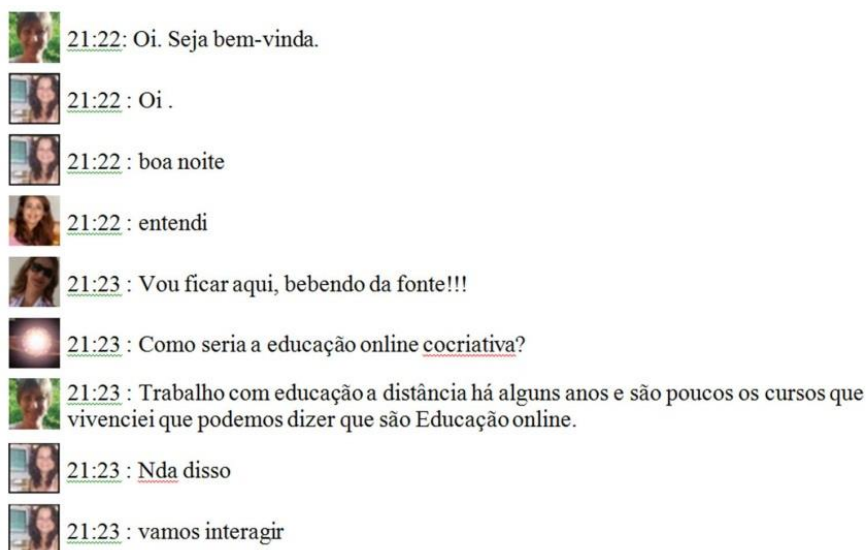 21:22: Oi. Seja bem-vinda.
21:22 : Oi .
21:22 : boa noite
21:22 : entendi
21:23 : Vou ficar aqui, bebendo da fonte!!!
21:23 : Como seria a educação online cocriativa?
21:23 : Trabalho com educação a distância há alguns anos e são poucos os cursos que
vivenciei que podemos dizer que são Educação online.
21:23 : Nda disso
21:23 : vamos interagir